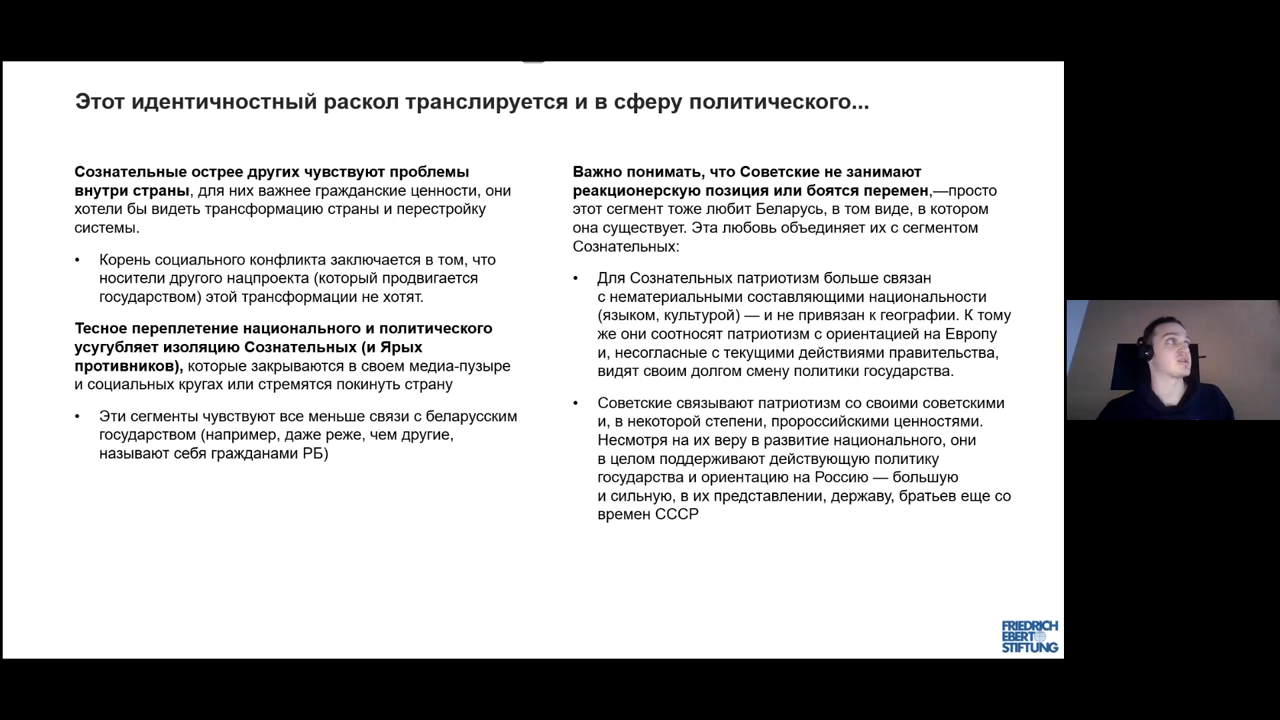 Этот идентичностный раскол транслируется и в сферу политического...
Сознательные острее других чувствуют проблемы
внутри страны, для них важнее гражданские ценности, они
хотели бы видеть трансформацию страны и перестройку
системы.
• Корень социального конфликта заключается в том, что
носители другого нацпроекта (который продвигается
государством) этой трансформации не хотят.
Тесное переплетение национального и политического
усугубляет изоляцию Сознательных (и Ярых
противников), которые закрываются в своем медиа-пузыре
и социальных кругах или стремятся покинуть страну
• Эти сегменты чувствуют все меньше связи с беларусским
государством (например, даже реже, чем другие,
называют себя гражданами РБ)
Важно понимать, что Советские не занимают
реакционерскую позиция или боятся перемен,—просто
этот сегмент тоже любит Беларусь, в том виде, в котором
она существует. Эта любовь объединяет их с сегментом
Сознательных:
• Для Сознательных патриотизм больше связан
с нематериальными составляющими национальности
(языком, культурой) — и не привязан к географии. К тому
же они соотносят патриотизм с ориентацией на Европу
и, несогласные с текущими действиями правительства,
видят своим долгом смену политики государства.
• Советские связывают патриотизм со своими советскими
и, в некоторой степени, пророссийскими ценностями.
Несмотря на их веру в развитие национального, они
в целом поддерживают действующую политику
государства и ориентацию на Россию — большую
и сильную, в их представлении, державу, братьев еще со
времен СССР
FRIEDRICH
EBERT
STIFTUNG